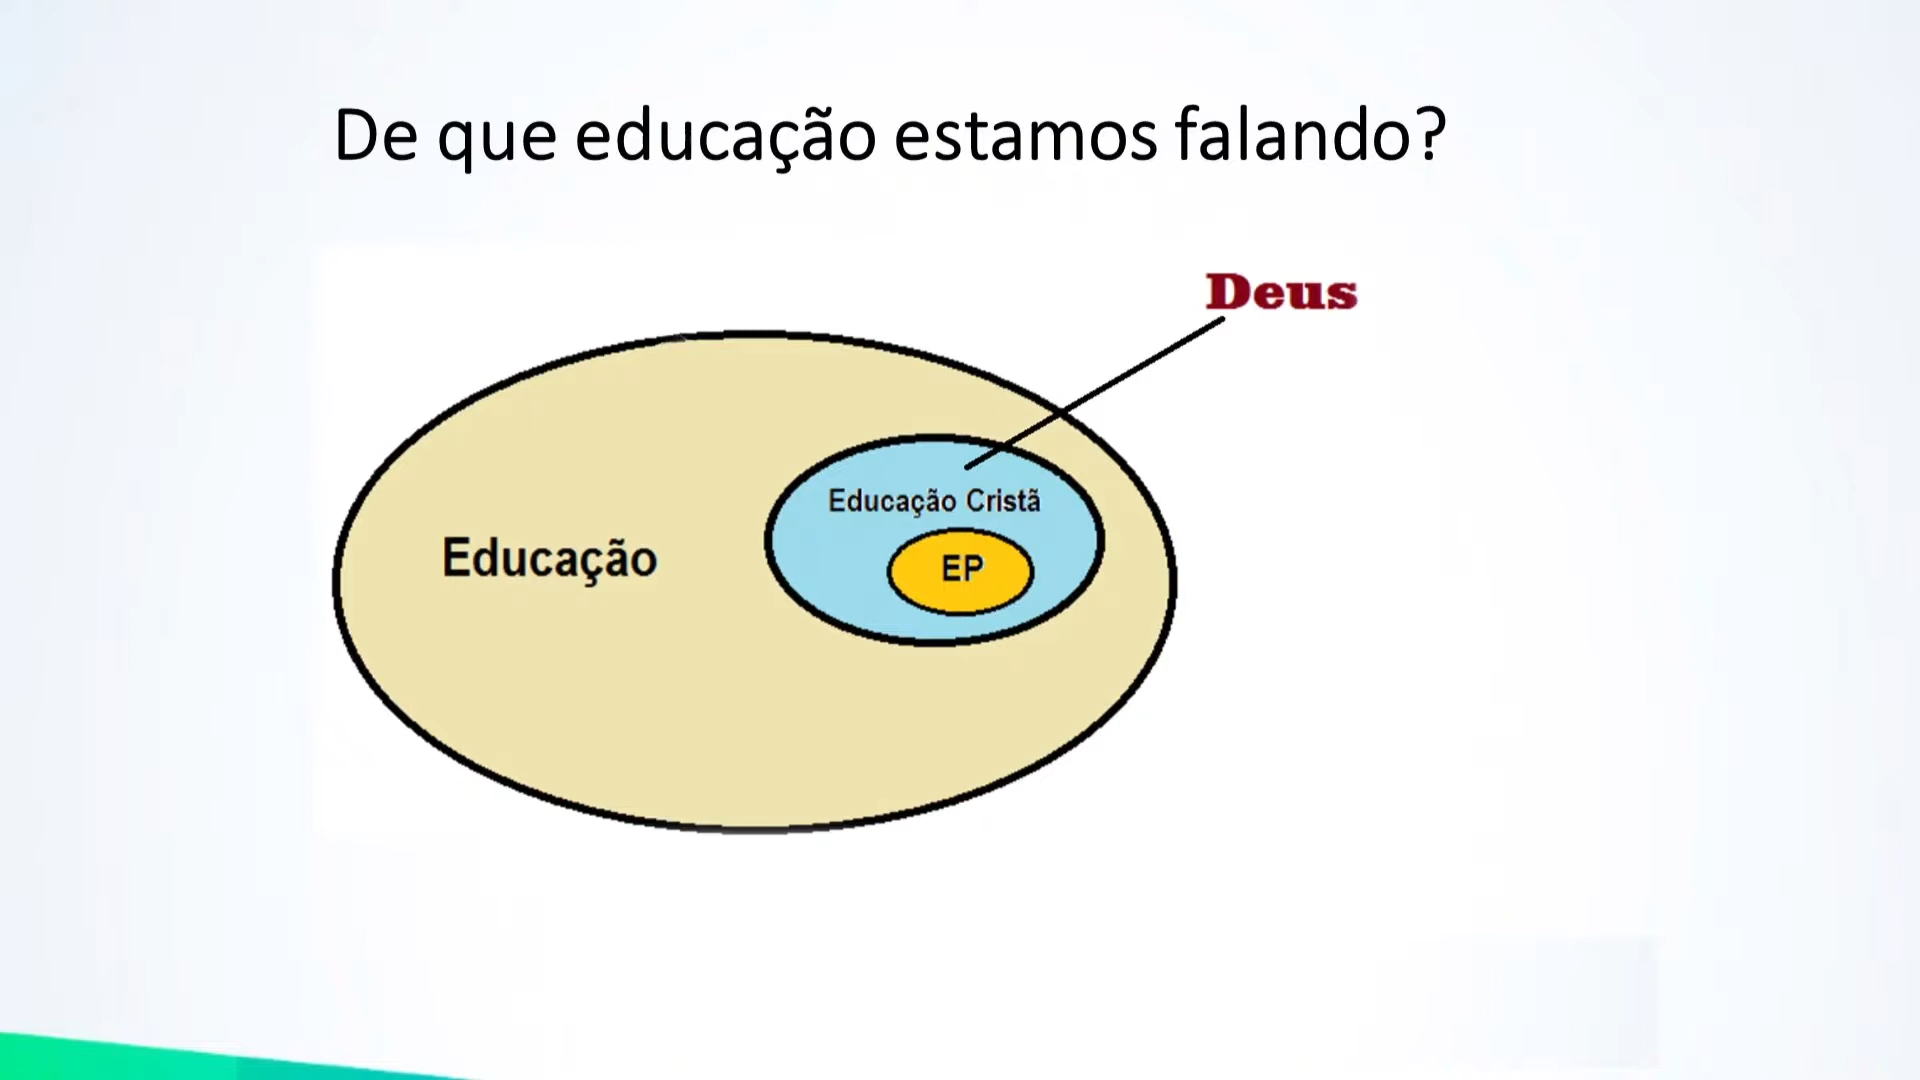 De que educação estamos falando?
Deus
Educação Cristã
Educação
EP